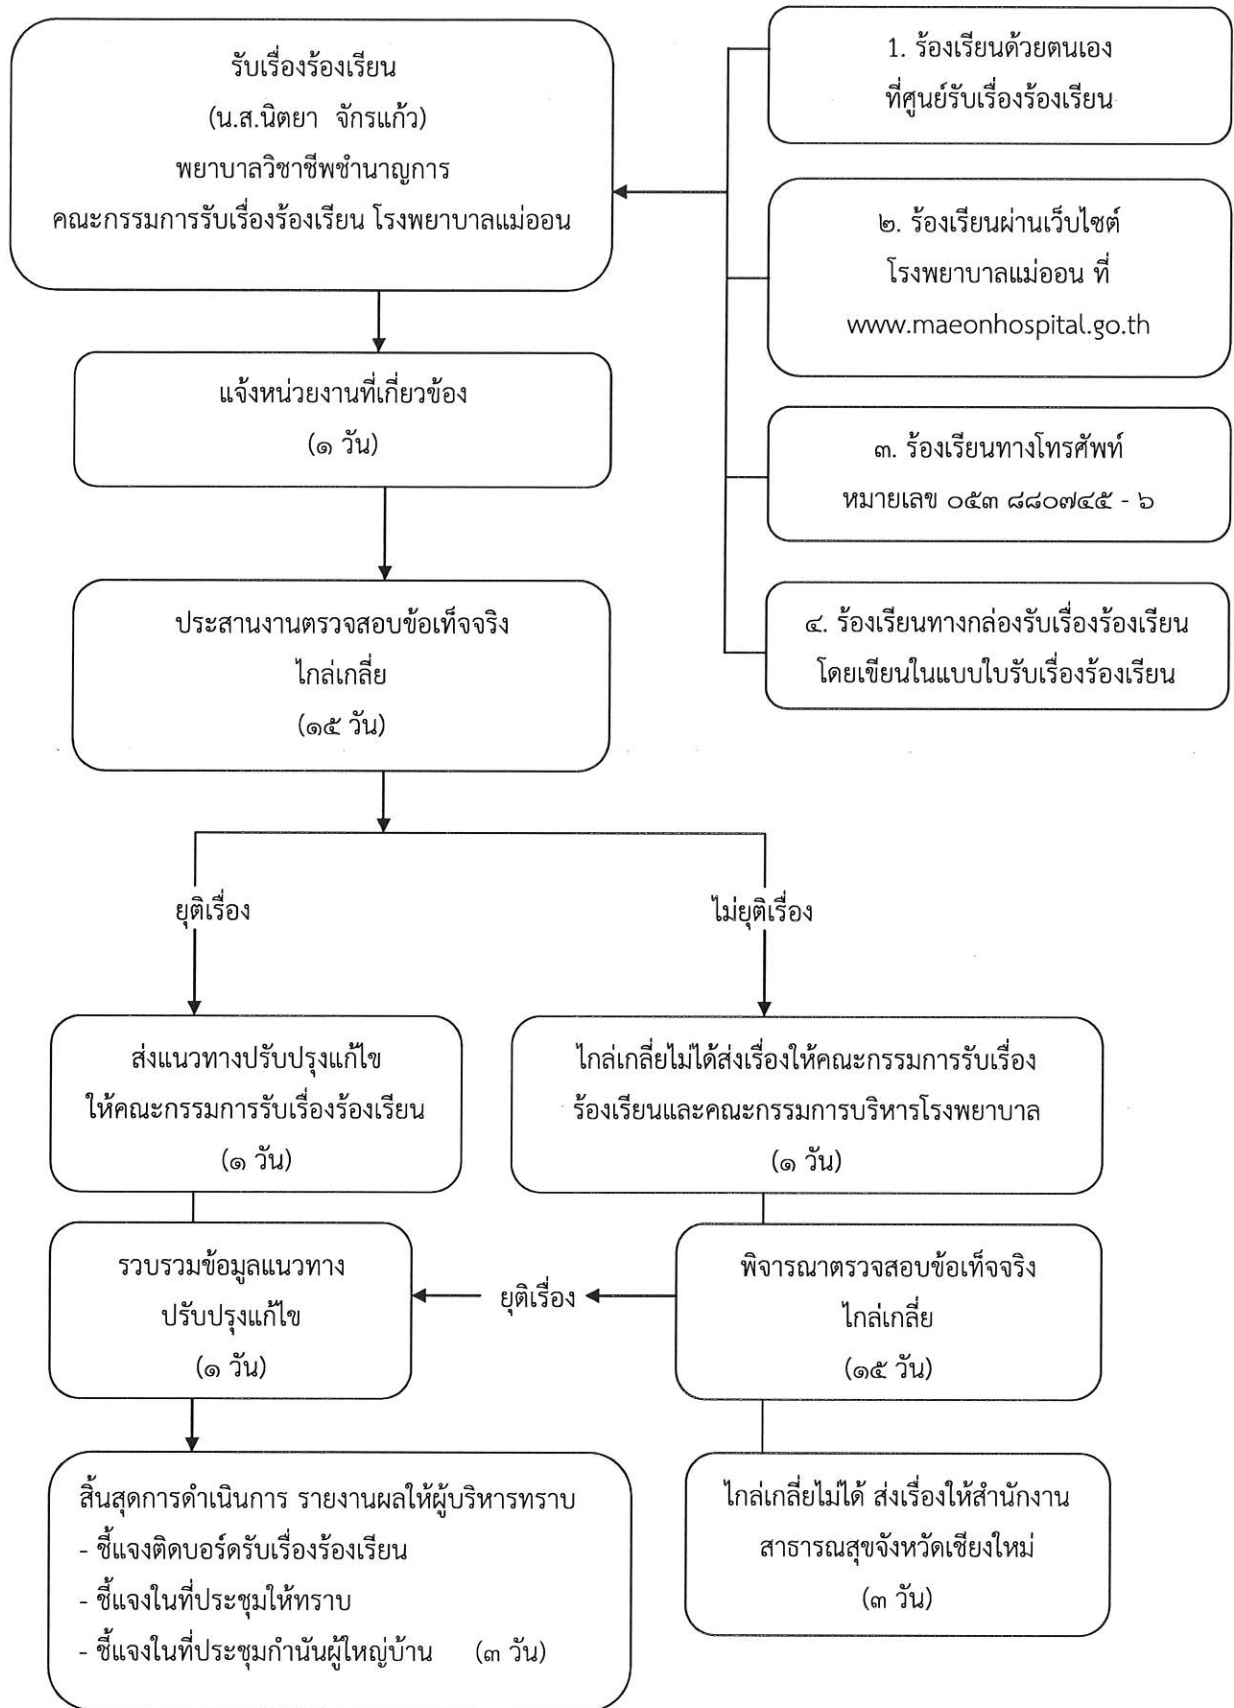 รับเรื่องร้องเรียน
(น.ส.นิตยา จักรแก้ว)
พยาบาลวิชาชีพชำนาญการ
คณะกรรมการรับเรื่องร้องเรียน โรงพยาบาลแม่ออน
1. ร้องเรียนด้วยตนเอง
ที่ศูนย์รับเรื่องร้องเรียน
๒. ร้องเรียนผ่านเว็บไซต์
โรงพยาบาลแม่ออน ที่
www.maeonhospital.go.th
๓. ร้องเรียนทางโทรศัพท์
หมายเลข ๐๕๓ ๘๘๐๗๔๕ - ๖
๔. ร้องเรียนทางกล่องรับเรื่องร้องเรียน
โดยเขียนในแบบใบรับเรื่องร้องเรียน
แจ้งหน่วยงานที่เกี่ยวข้อง
(๑ วัน)
ประสานงานตรวจสอบข้อเท็จจริง
ไกล่เกลี่ย
(๑๕ วัน)
ยุติเรื่อง
ไม่ยุติเรื่อง
ส่งแนวทางปรับปรุงแก้ไข
ให้คณะกรรมการรับเรื่องร้องเรียน
(๑ วัน)
ไกล่เกลี่ยไม่ได้ส่งเรื่องให้คณะกรรมการรับเรื่อง
ร้องเรียนและคณะกรรมการบริหารโรงพยาบาล
(๑ วัน)
รวบรวมข้อมูลแนวทาง
ปรับปรุงแก้ไข
(๑ วัน)
ยุติเรื่อง
พิจารณาตรวจสอบข้อเท็จจริง
ไกล่เกลี่ย
(๑๕ วัน)
สิ้นสุดการดำเนินการ รายงานผลให้ผู้บริหารทราบ
- ชี้แจงติดบอร์ดรับเรื่องร้องเรียน
- ชี้แจงในที่ประชุมให้ทราบ
- ชี้แจงในที่ประชุมกำนันผู้ใหญ่บ้าน (๓ วัน)
ไกล่เกลี่ยไม่ได้ ส่งเรื่องให้สำนักงาน
สาธารณสุขจังหวัดเชียงใหม่
(๓ วัน)